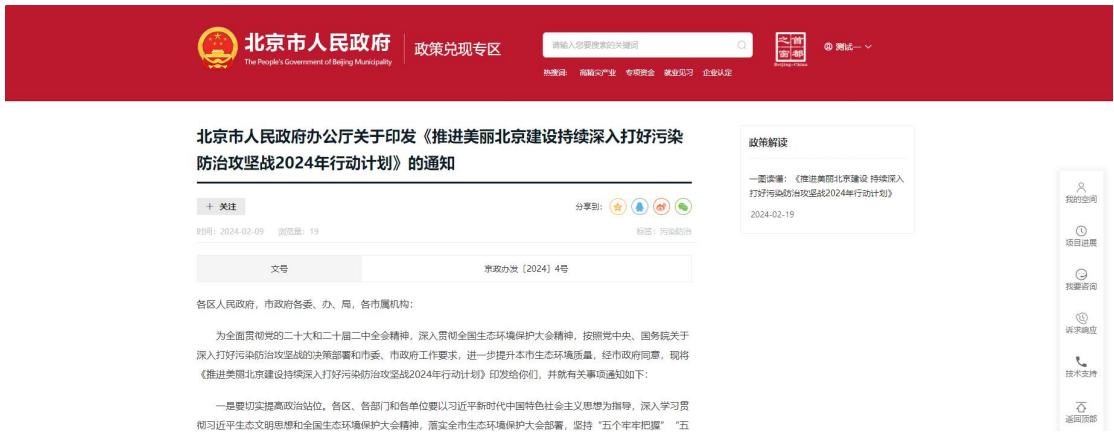 北京市人民政府
The People's Government of Beijing Municipality
政策兑现专区
请输入您要搜索的关键词
热搜词: 高精尖产业 专项资金 就业见习 企业认定
首都之窗
Beijing-China
测试一
北京市人民政府办公厅关于印发《推进美丽北京建设持续深入打好污染
防治攻坚战2024年行动计划》的通知
+ 关注
分享到:
时间: 2024-02-09 浏览量: 19
标签: 污染防治
文号
京政办发〔2024〕4号
各区人民政府，市政府各委、办、局，各市属机构：
为全面贯彻党的二十大和二十届二中全会精神，深入贯彻全国生态环境保护大会精神，按照党中央、国务院关于
深入打好污染防治攻坚战的决策部署和市委、市政府工作要求，进一步提升本市生态环境质量，经市政府同意，现将
《推进美丽北京建设持续深入打好污染防治攻坚战2024年行动计划》印发给你们，并就有关事项通知如下：
一是要切实提高政治站位。各区、各部门和各单位要以习近平新时代中国特色社会主义思想为指导，深入学习贯
彻习近平生态文明思想和全国生态环境保护大会精神，落实全市生态环境保护大会部署，坚持“五个牢牢把握”“五
政策解读
一图读懂：《推进美丽北京建设 持续深入
打好污染防治攻坚战2024年行动计划》
2024-02-19
我的空间
项目进展
我要咨询
诉求响应
技术支持
返回顶部